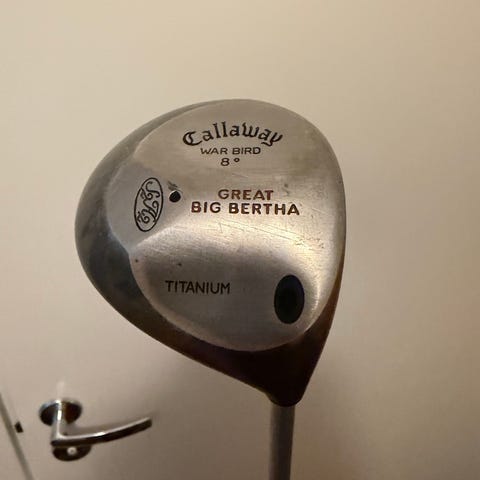 Callaway
WAR BIRD
8°
GREAT
BIG BERTHA
TITANIUM